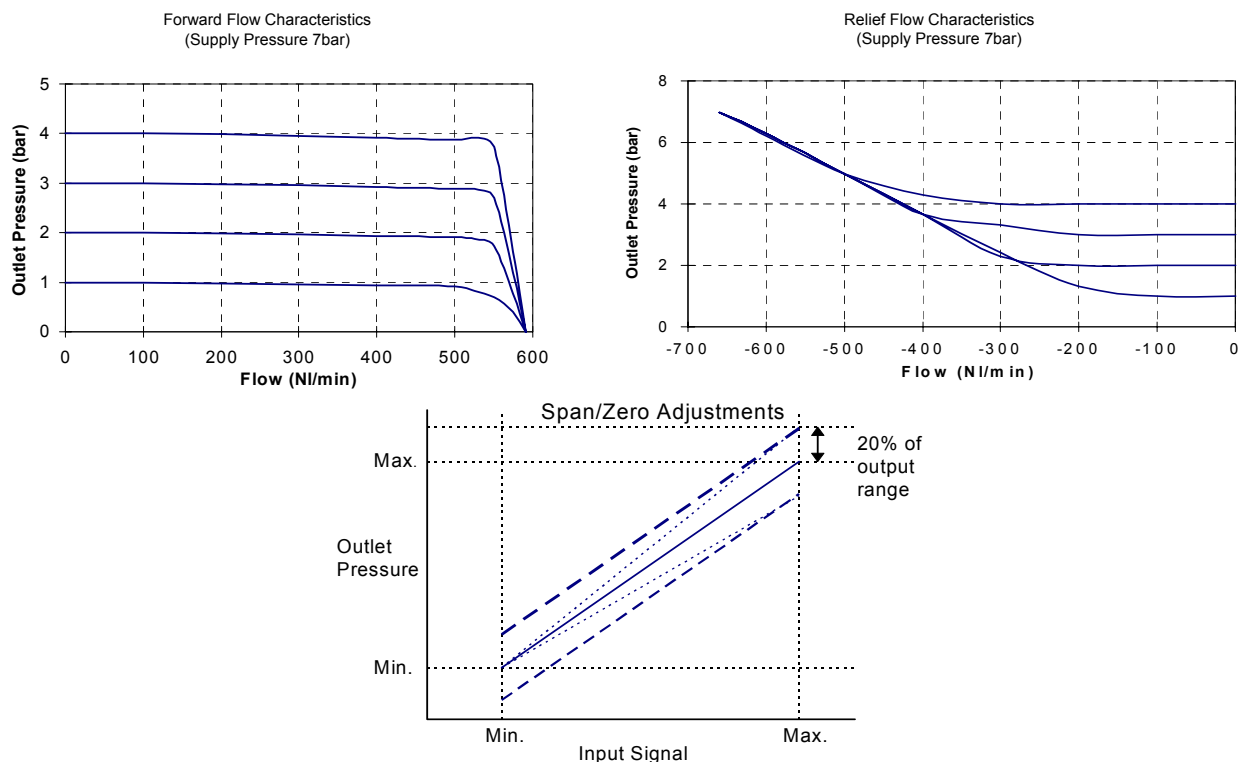 Forward Flow Characteristics
(Supply Pressure 7bar)
5
4
3
2
1
0
Outlet Pressure (bar)
0 100 200 300 400 500 600
Flow (Nl/min)
Relief Flow Characteristics
(Supply Pressure 7bar)
8
6
4
2
0
Outlet Pressure (bar)
-700 -600 -500 -400 -300 -200 -100 0
Flow (Nl/min)
Span/Zero Adjustments
Max.
20% of
output
range
Outlet
Pressure
Min.
Min. Max.
Input Signal